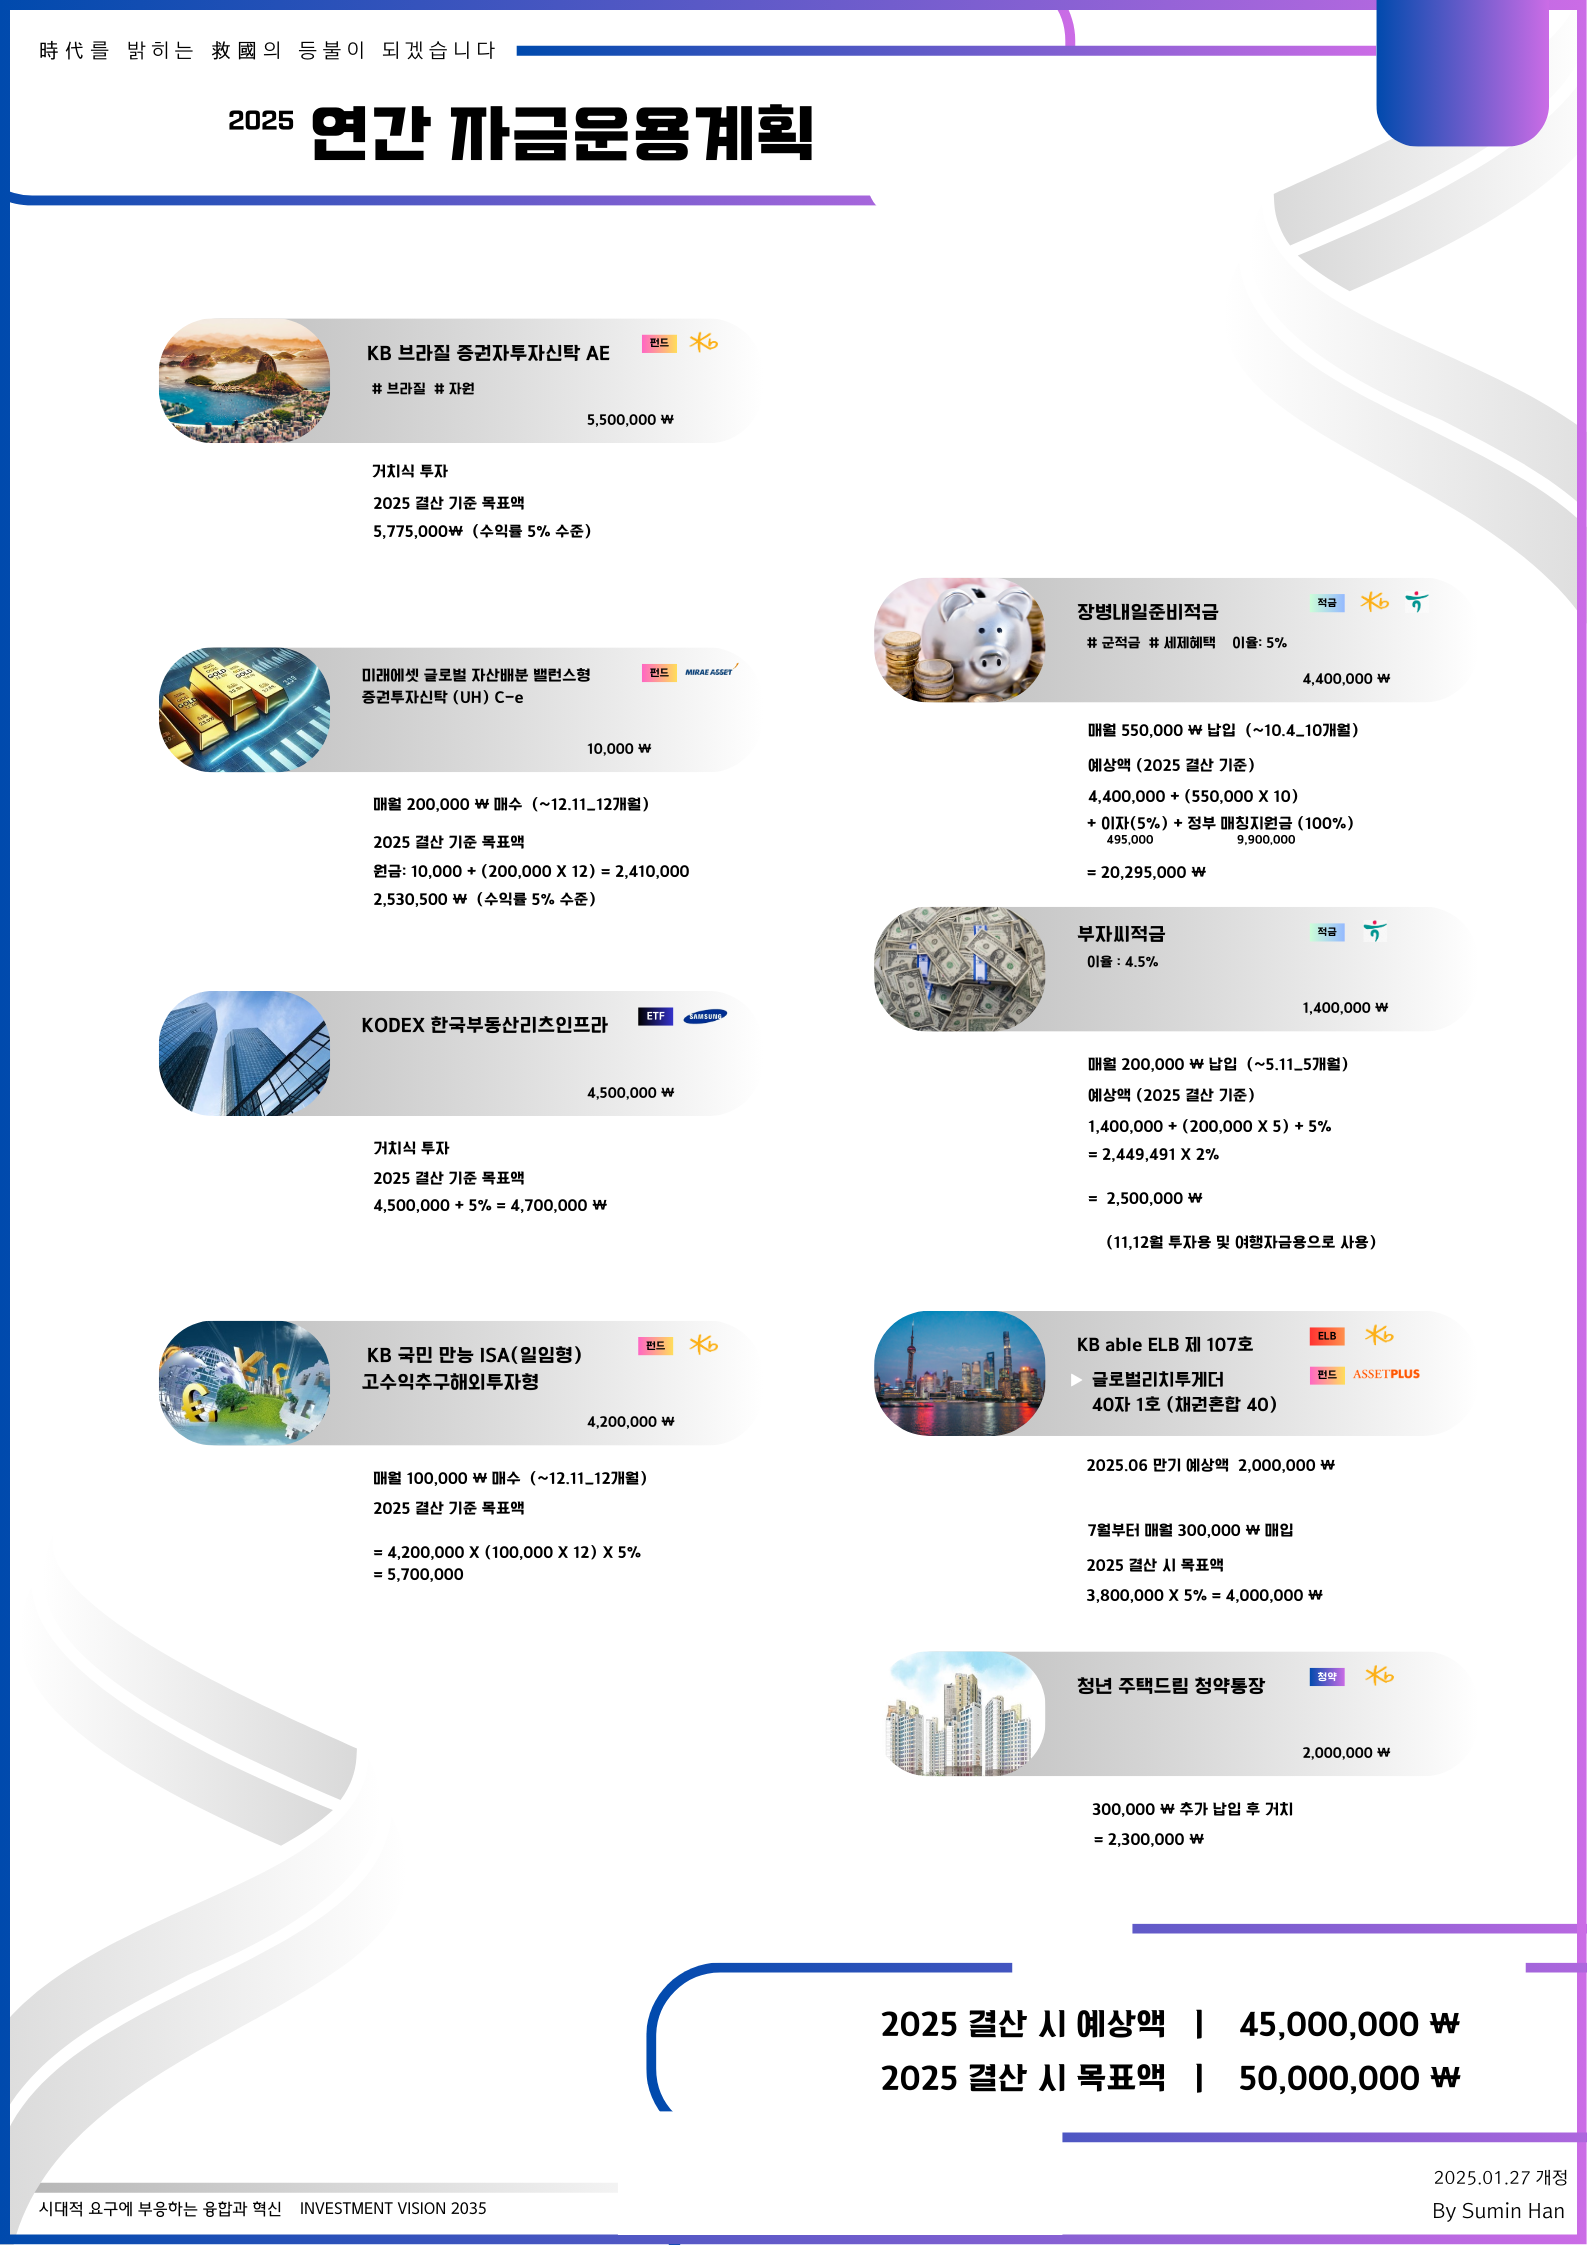 時代를 밝히는 救國의 등불이 되겠습니다
2025 연간 자금운용계획
KB 브라질 증권자투자신탁 AE
펀드
# 브라질 # 자원
5,500,000 ₩
거치식 투자
2025 결산 기준 목표액
5,775,000₩ (수익률 5% 수준)
미래에셋 글로벌 자산배분 밸런스형
증권투자신탁 (UH) C-e
펀드 MIRAE ASSET
10,000 ₩
매월 200,000 ₩ 매수 (~12.11_12개월)
2025 결산 기준 목표액
원금: 10,000 + (200,000 X 12) = 2,410,000
2,530,500 ₩ (수익률 5% 수준)
KODEX 한국부동산리츠인프라
ETF SAMSUNG
4,500,000 ₩
거치식 투자
2025 결산 기준 목표액
4,500,000 + 5% = 4,700,000 ₩
KB 국민 만능 ISA(일임형)
고수익추구해외투자형
펀드
4,200,000 ₩
매월 100,000 ₩ 매수 (~12.11_12개월)
2025 결산 기준 목표액
= 4,200,000 X (100,000 X 12) X 5%
= 5,700,000
장병내일준비적금
적금
# 군적금 # 세제혜택 이율: 5%
4,400,000 ₩
매월 550,000 ₩ 납입 (~10.4_10개월)
예상액 (2025 결산 기준)
4,400,000 + (550,000 X 10)
+ 이자(5%) + 정부 매칭지원금 (100%)
495,000 9,900,000
= 20,295,000 ₩
부자씨적금
적금
이율 : 4.5%
1,400,000 ₩
매월 200,000 ₩ 납입 (~5.11_5개월)
예상액 (2025 결산 기준)
1,400,000 + (200,000 X 5) + 5%
= 2,449,491 X 2%
= 2,500,000 ₩
(11,12월 투자용 및 여행자금용으로 사용)
KB able ELB 제 107호
ELB
▶ 글로벌리치투게더
40자 1호 (채권혼합 40)
펀드 ASSETPLUS
2025.06 만기 예상액 2,000,000 ₩
7월부터 매월 300,000 ₩ 매입
2025 결산 시 목표액
3,800,000 X 5% = 4,000,000 ₩
청년 주택드림 청약통장
청약
2,000,000 ₩
300,000 ₩ 추가 납입 후 거치
= 2,300,000 ₩
2025 결산 시 예상액 | 45,000,000 ₩
2025 결산 시 목표액 | 50,000,000 ₩
2025.01.27 개정
By Sumin Han
시대적 요구에 부응하는 융합과 혁신 INVESTMENT VISION 2035